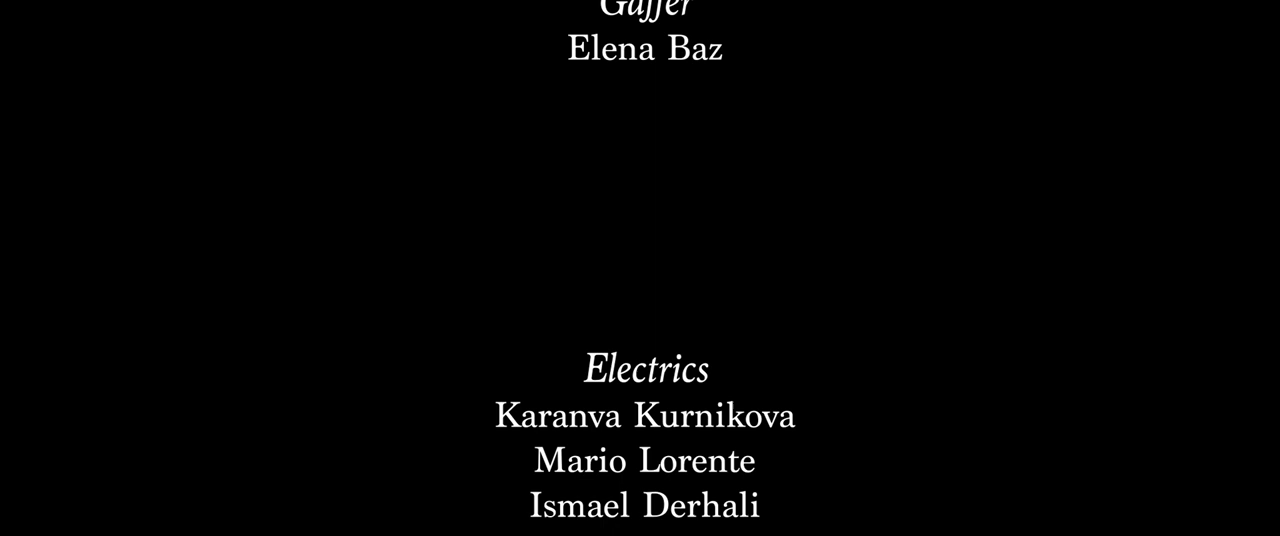 Gaffer
Elena Baz
Electrics
Karanva Kurnikova
Mario Lorente
Ismael Derhali